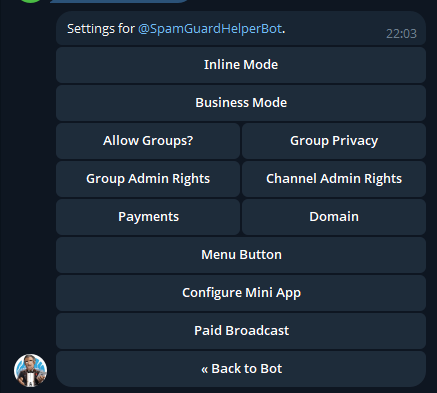 Settings for @SpamGuardHelperBot.
22:03
Inline Mode
Business Mode
Allow Groups? Group Privacy
Group Admin Rights Channel Admin Rights
Payments Domain
Menu Button
Configure Mini App
Paid Broadcast
« Back to Bot